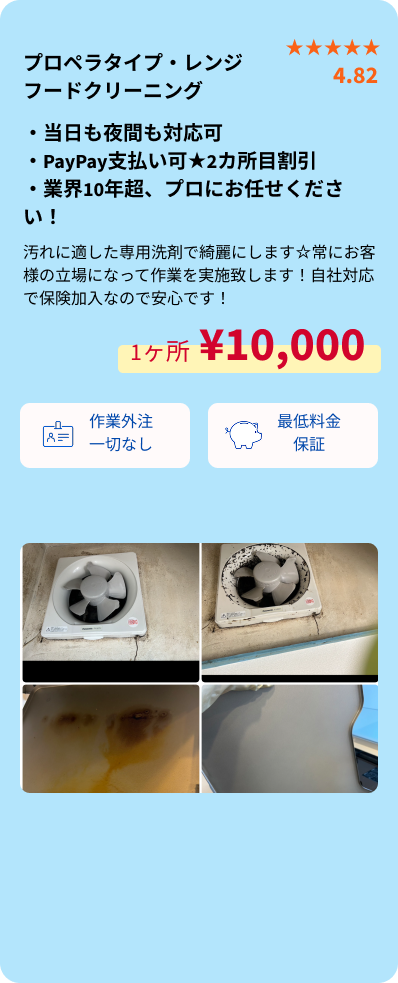 プロペラタイプ・レンジ
フードクリーニング
★★★★★
4.82
・当日も夜間も対応可
・PayPay支払い可★2カ所目割引
・業界10年超、プロにお任せくださ
い！
汚れに適した専用洗剤で綺麗にします☆常にお客
様の立場になって作業を実施致します！自社対応
で保険加入なので安心です！
1ヶ所 ¥10,000
作業外注
一切なし
最低料金
保証